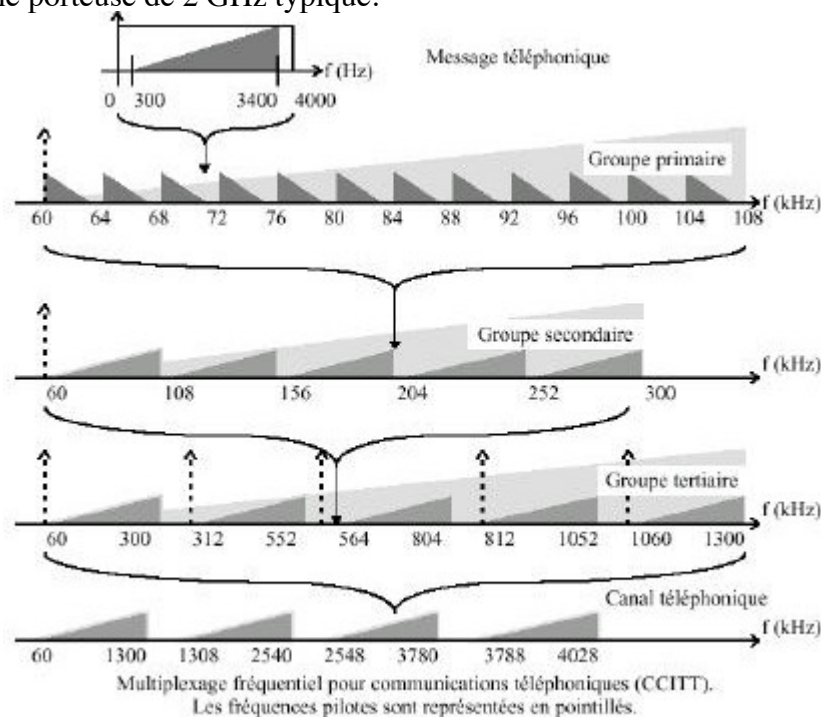 ne porteuse de 2 GHz typique.
Message téléphonique
f (Hz)
0 300 3400 4000
Groupe primaire
f (kHz)
60 64 68 72 76 80 84 88 92 96 100 104 108
Groupe secondaire
f (kHz)
60 108 156 204 252 300
Groupe tertiaire
f (kHz)
60 300 312 552 564 804 812 1052 1060 1300
Canal téléphonique
f (kHz)
60 1300 1308 2540 2548 3780 3788 4028
Multiplexage fréquentiel pour communications téléphoniques (CCITT).
Les fréquences pilotes sont représentées en pointillés.